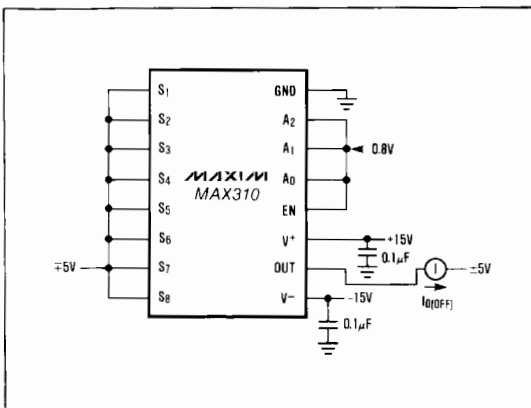 S1
GND
S2
A2
S3
A1
0.8V
S4
MAXIM
A0
MAX310
S5
EN
S6
V+
+15V
∓5V
S7
OUT
0.1µF
I
±5V
IO(OFF)
S8
V−
-15V
0.1µF